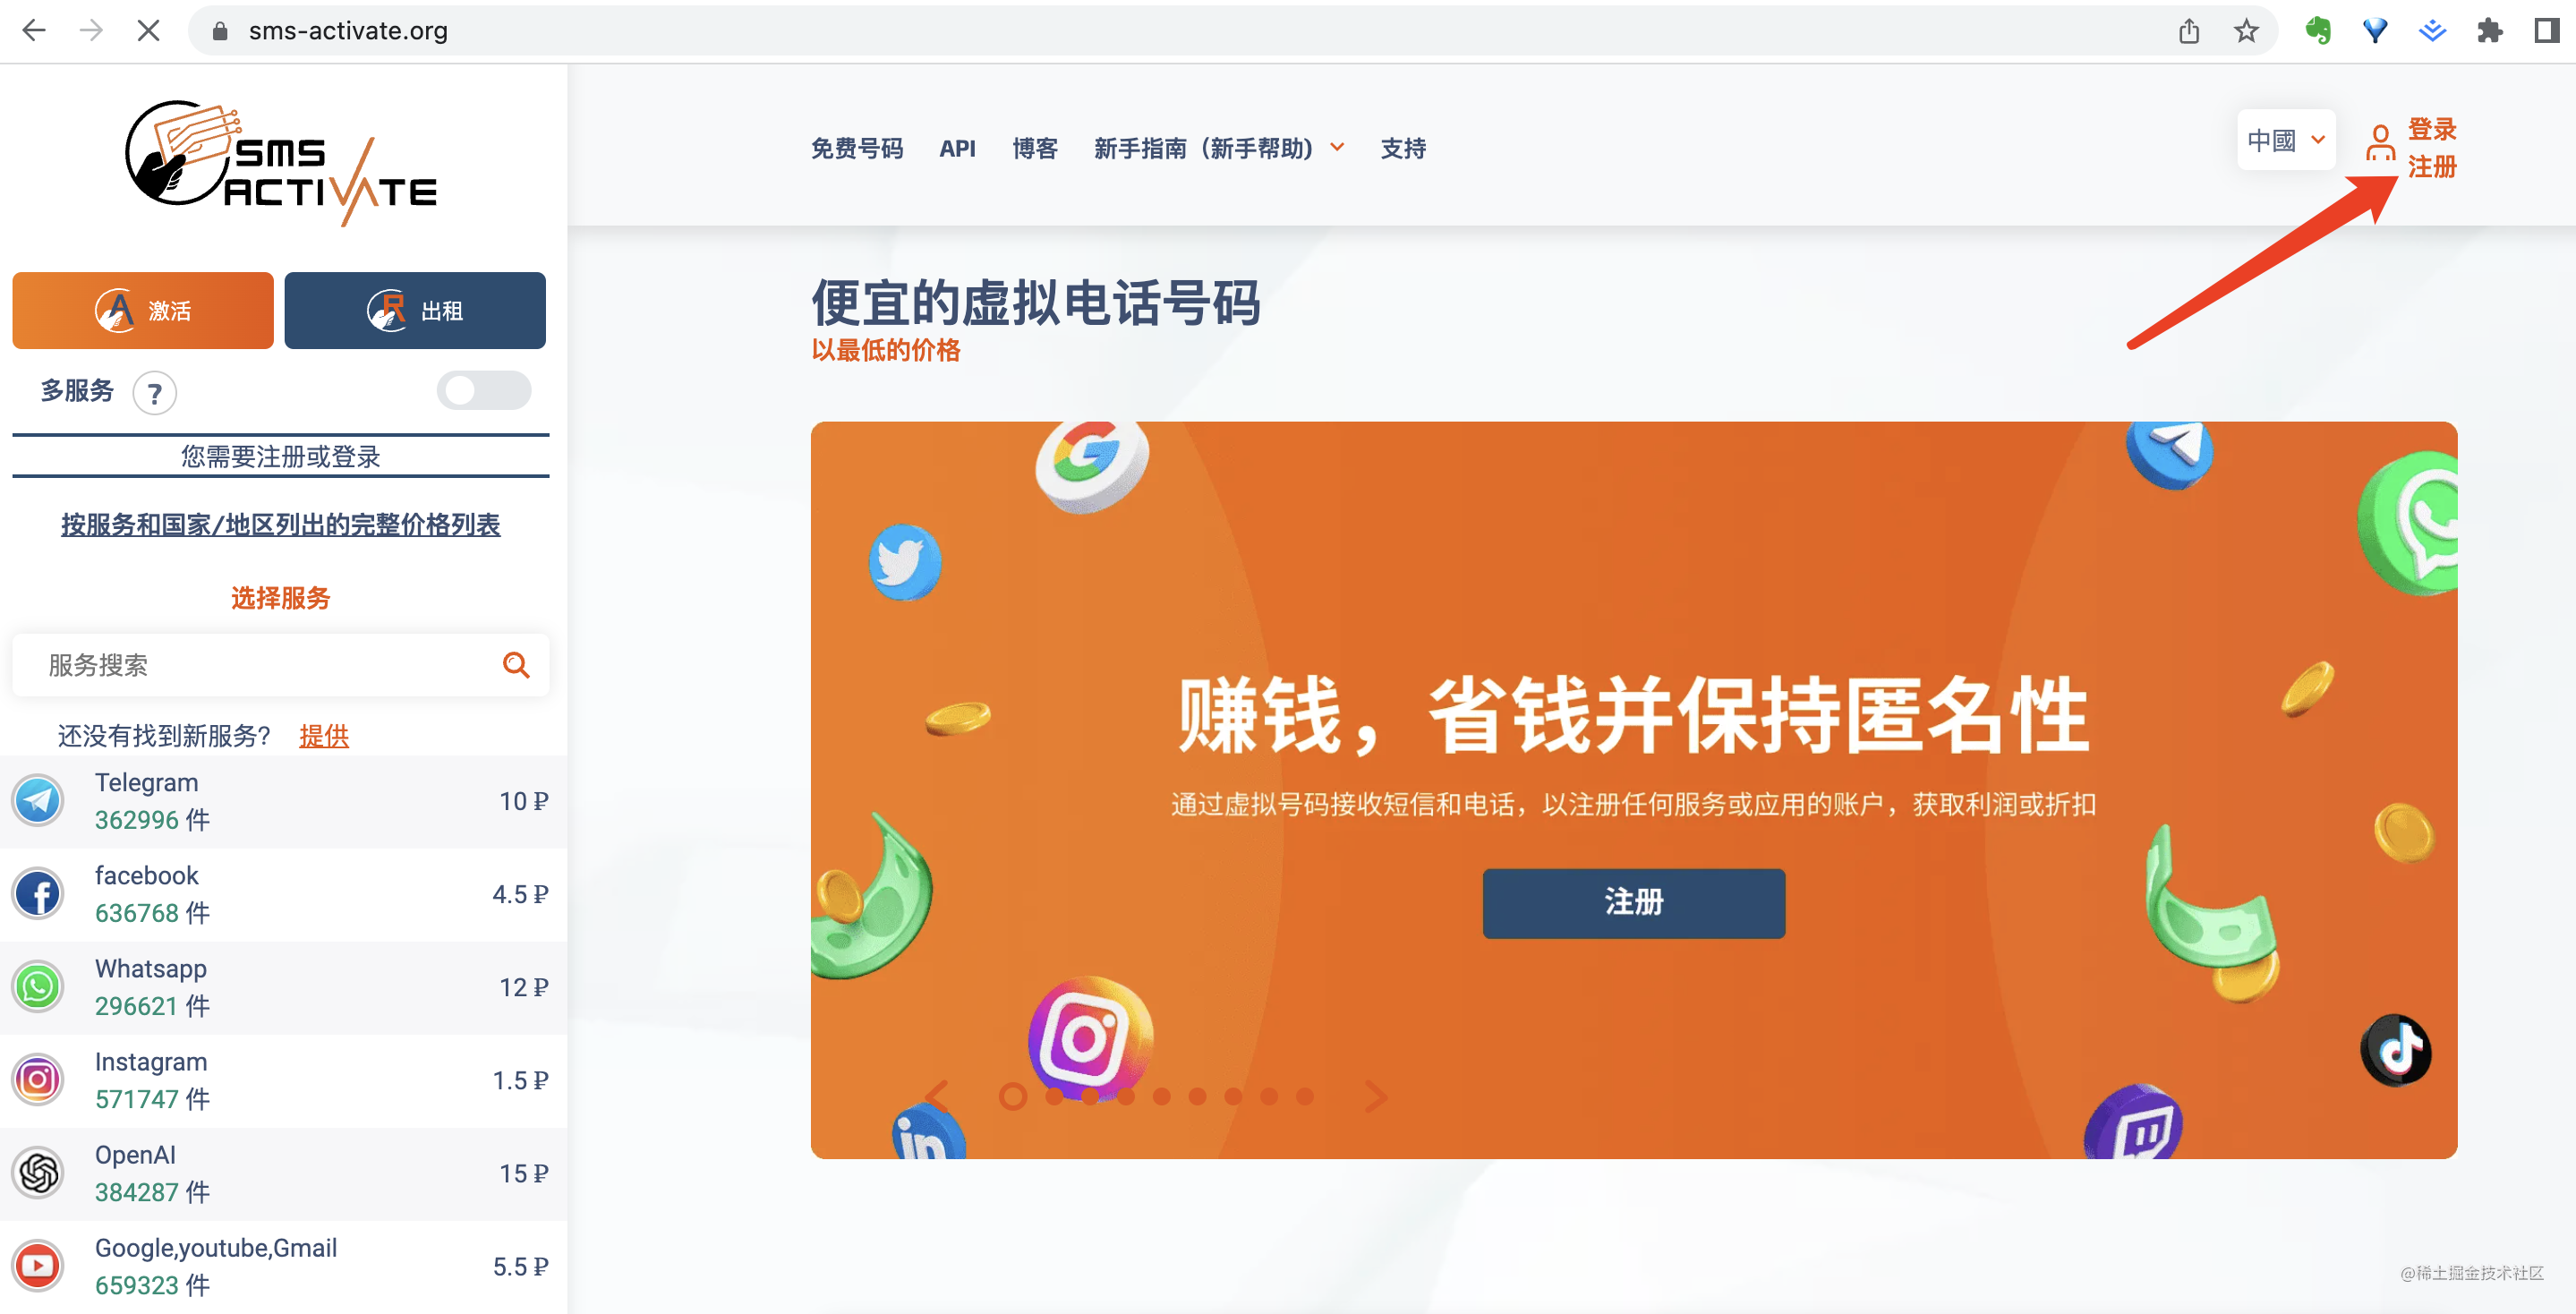 sms-activate.org
SMS
ACTIVATE
免费号码
API
博客
新手指南（新手帮助)
支持
中國
登录
注册
激活
出租
多服务 ?
您需要注册或登录
按服务和国家/地区列出的完整价格列表
选择服务
服务搜索
还没有找到新服务? 提供
Telegram
362996 件
10 ₽
facebook
636768 件
4.5 ₽
Whatsapp
296621 件
12 ₽
Instagram
571747 件
1.5 ₽
OpenAI
384287 件
15 ₽
Google,youtube,Gmail
659323 件
5.5 ₽
便宜的虚拟电话号码
以最低的价格
赚钱，省钱并保持匿名性
通过虚拟号码接收短信和电话，以注册任何服务或应用的账户，获取利润或折扣
注册
in
@稀土掘金技术社区